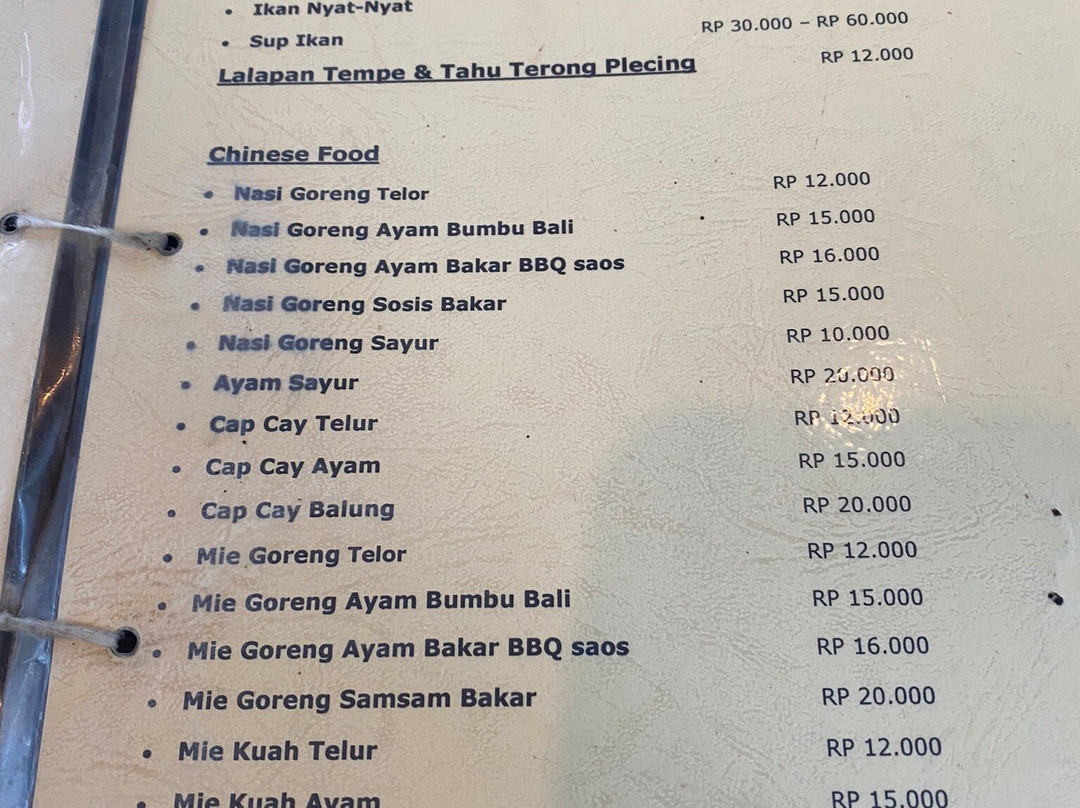 • Ikan Nyat-Nyat
• Sup Ikan RP 30.000 – RP 60.000
Lalapan Tempe & Tahu Terong Plecing RP 12.000
Chinese Food
• Nasi Goreng Telor RP 12.000
• Nasi Goreng Ayam Bumbu Bali RP 15.000
• Nasi Goreng Ayam Bakar BBQ saos RP 16.000
• Nasi Goreng Sosis Bakar RP 15.000
• Nasi Goreng Sayur RP 10.000
• Ayam Sayur RP 20.000
• Cap Cay Telur RP 12.000
• Cap Cay Ayam RP 15.000
• Cap Cay Balung RP 20.000
• Mie Goreng Telor RP 12.000
• Mie Goreng Ayam Bumbu Bali RP 15.000
• Mie Goreng Ayam Bakar BBQ saos RP 16.000
• Mie Goreng Samsam Bakar RP 20.000
• Mie Kuah Telur RP 12.000
• Mie Kuah Ayam RP 15.000